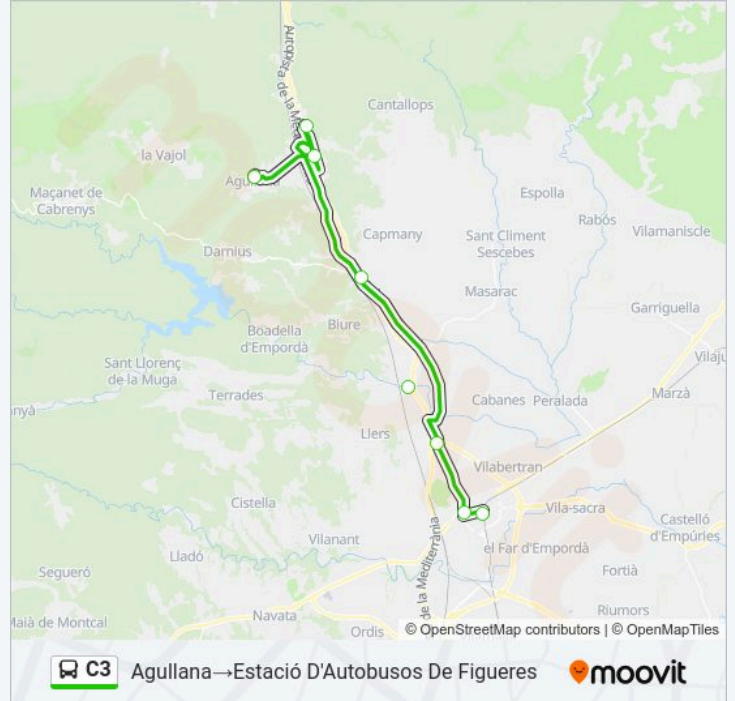 Autopista de la Me
Cantallops
la Vajol
Agullana
Maçanet de
Cabrenys
Espolla
Rabós
Vilamaniscle
Capmany
Sant Climent
Sescebes
Darnius
Masarac
Garriguella
Biure
Boadella
d'Empordà
Vilaju
Sant Llorenç
de la Muga
Terrades
Cabanes
Peralada
Marzà
nyà
Llers
Vilabertran
Cistella
Vila-sacra
Castelló
d'Empúries
Vilanant
el Far d'Empordà
Lladó
Segueró
de la Mediterrània
Fortià
Riumors
Navata
Maià de Montcal
Ordis
© OpenStreetMap contributors | © OpenMapTiles
C3 Agullana→Estació D'Autobusos De Figueres moovit